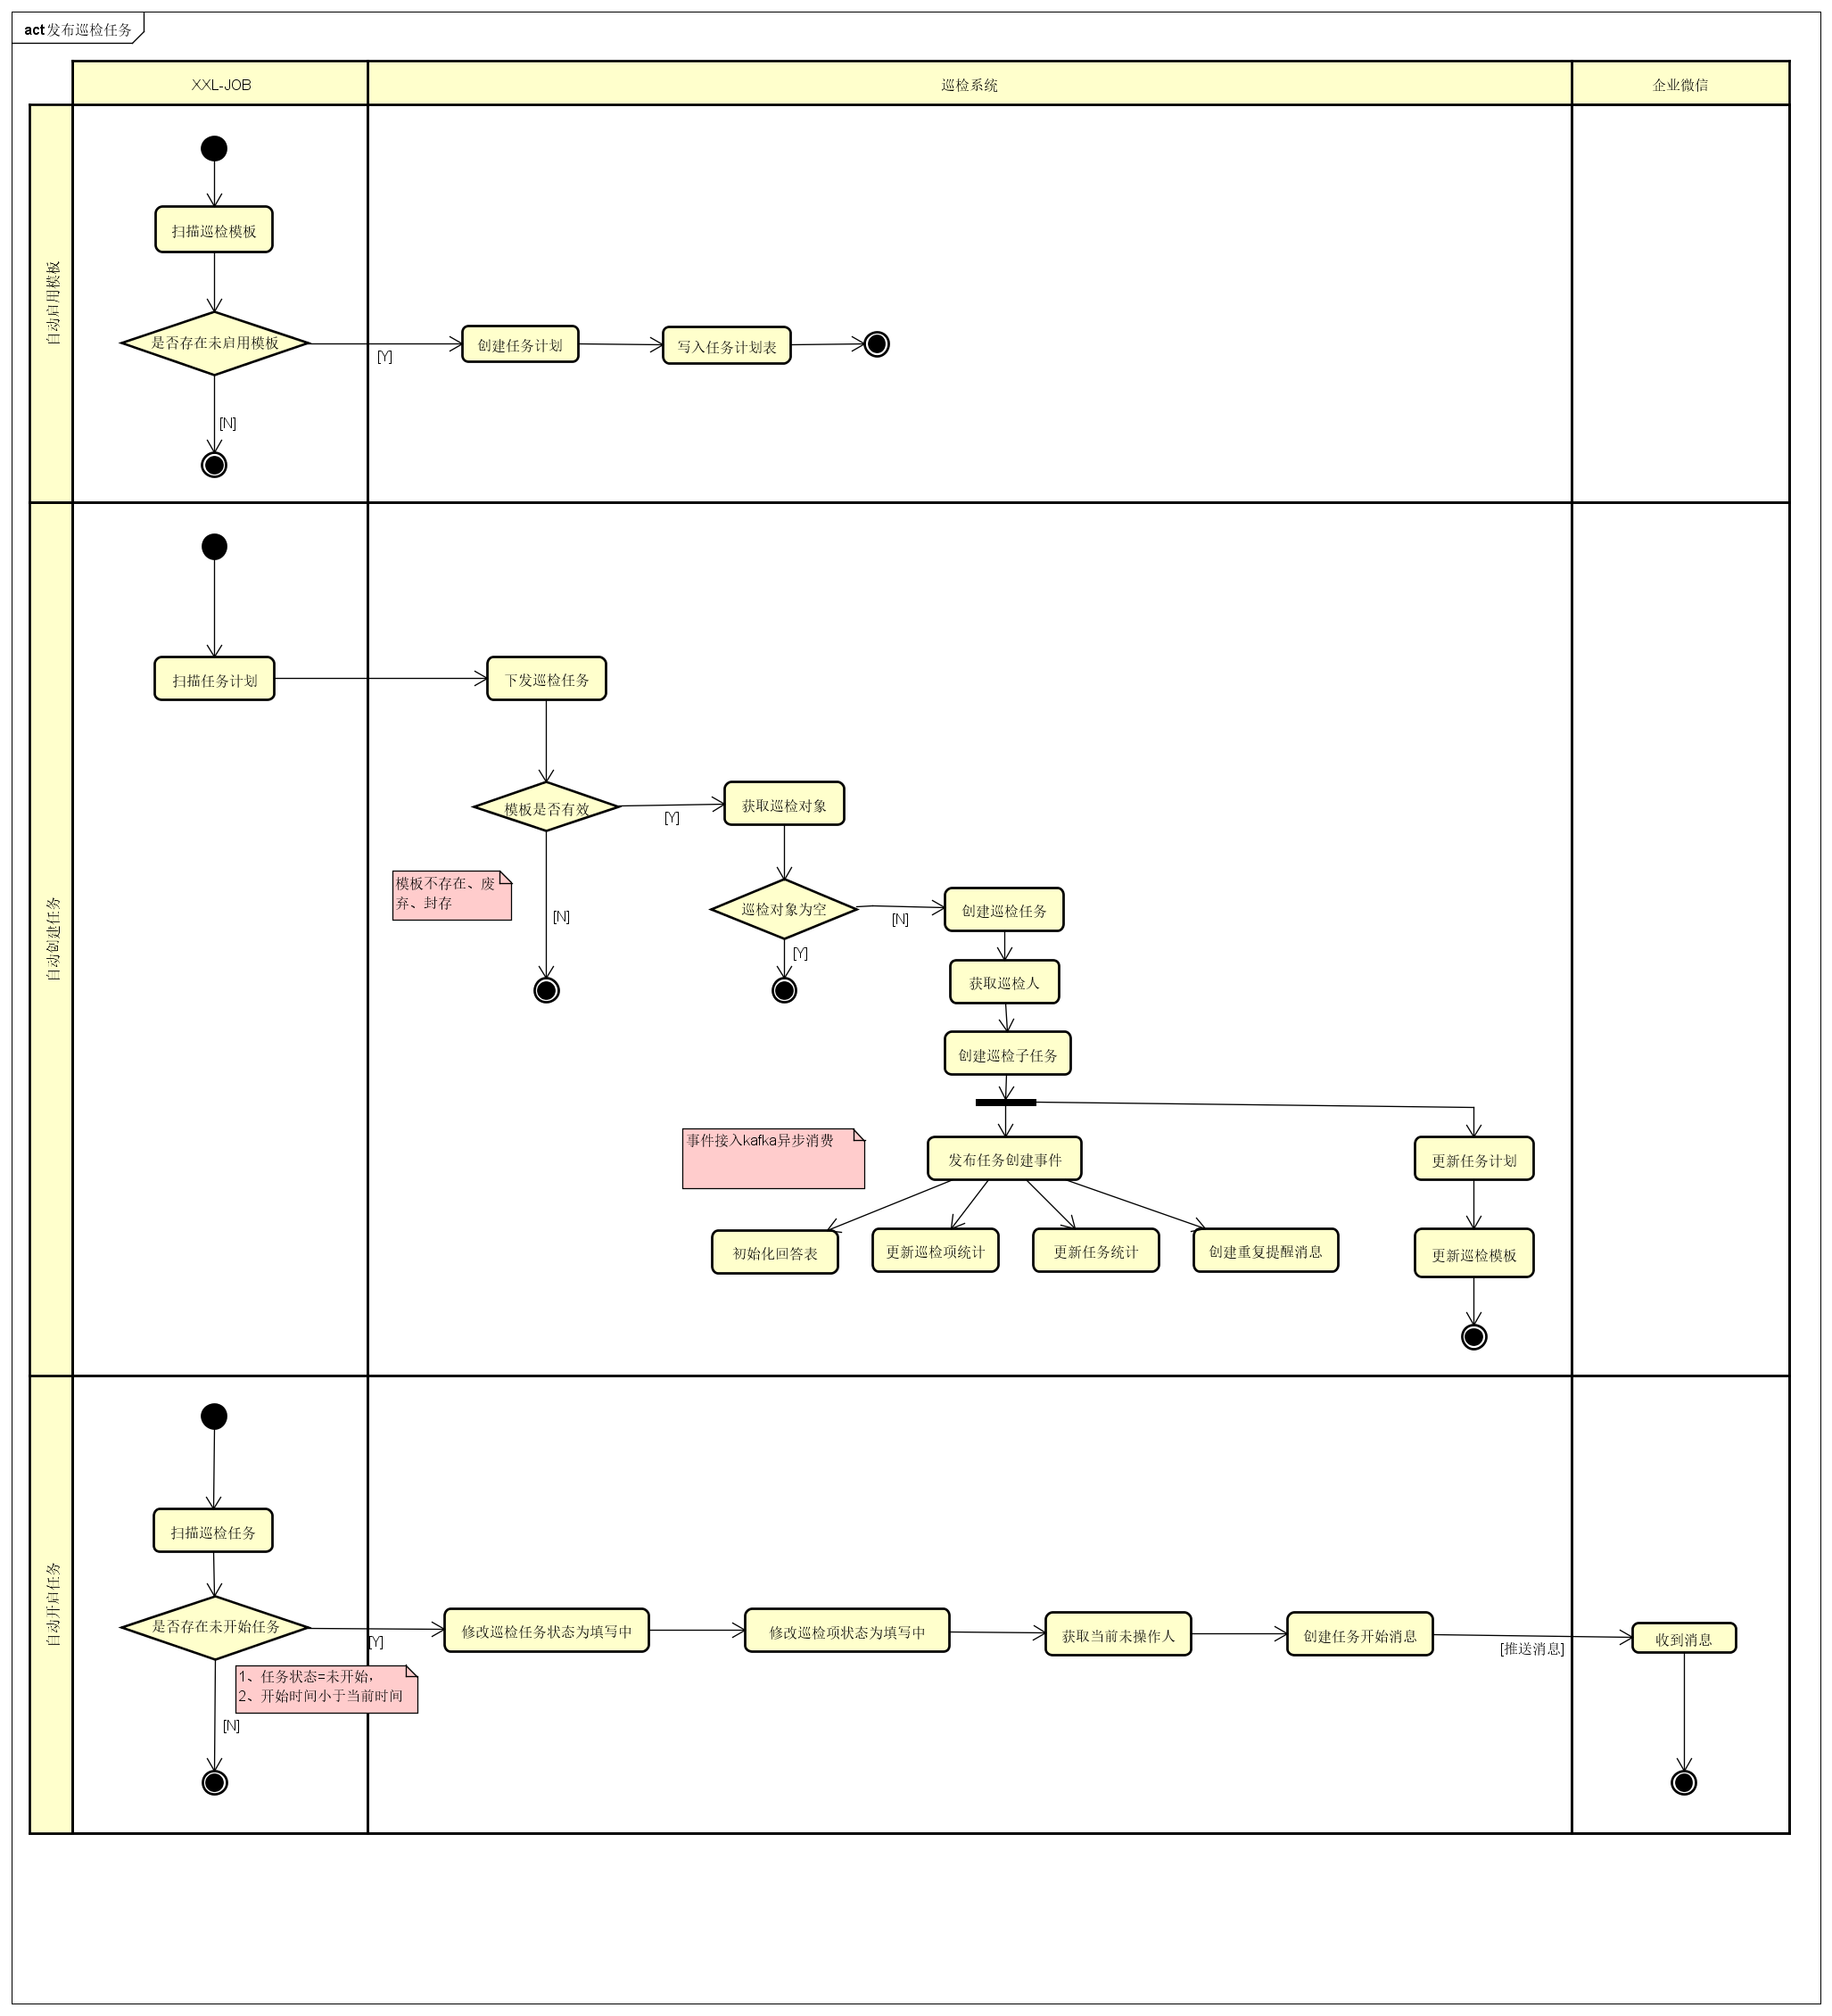 act 发布巡检任务
XXL-JOB
巡检系统
企业微信
自动启用模板
扫描巡检模板
是否存在未启用模板
[Y]
创建任务计划
写入任务计划表
[N]
自动创建任务
扫描任务计划
下发巡检任务
模板是否有效
[Y]
获取巡检对象
模板不存在、废
弃、封存
[N]
巡检对象为空
[N]
创建巡检任务
[Y]
获取巡检人
创建巡检子任务
事件接入kafka异步消费
发布任务创建事件
更新任务计划
初始化回答表
更新巡检项统计
更新任务统计
创建重复提醒消息
更新巡检模板
自动开启任务
扫描巡检任务
是否存在未开始任务
[Y]
修改巡检任务状态为填写中
修改巡检项状态为填写中
获取当前未操作人
创建任务开始消息
[推送消息]
收到消息
1、任务状态=未开始,
2、开始时间小于当前时间
[N]